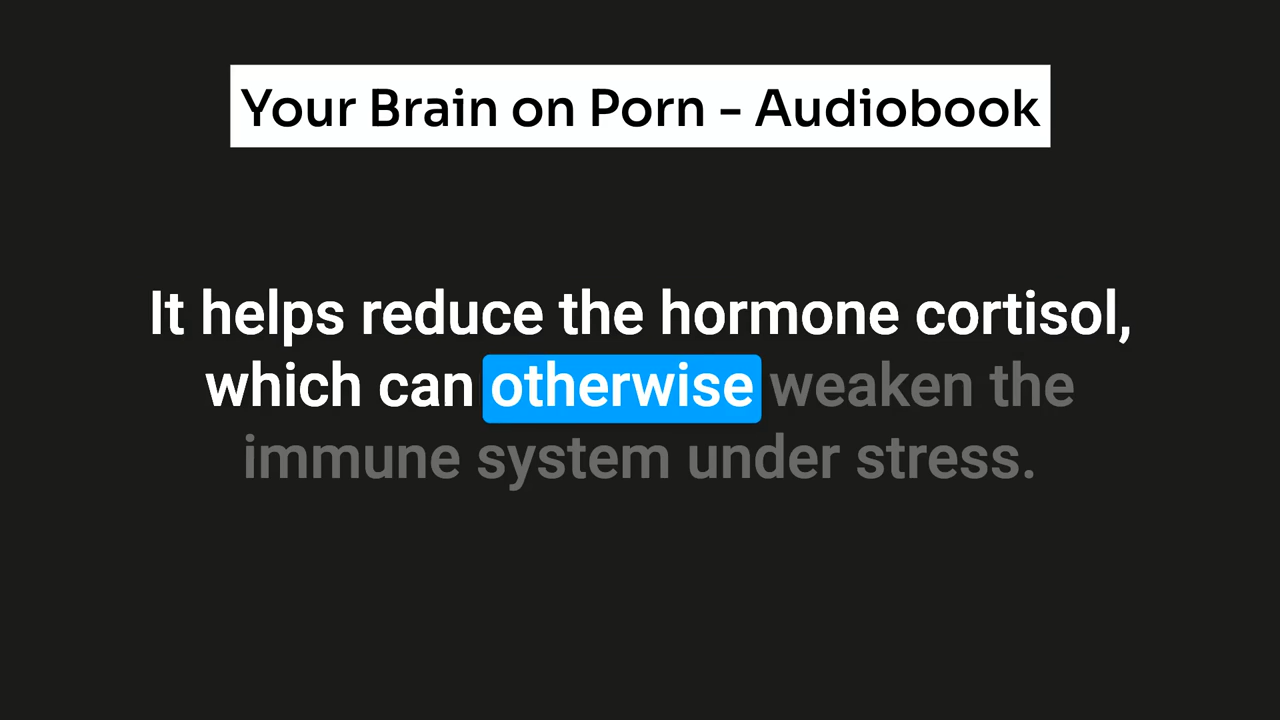 Your Brain on Porn - Audiobook
It helps reduce the hormone cortisol,
which can otherwise weaken the
immune system under stress.